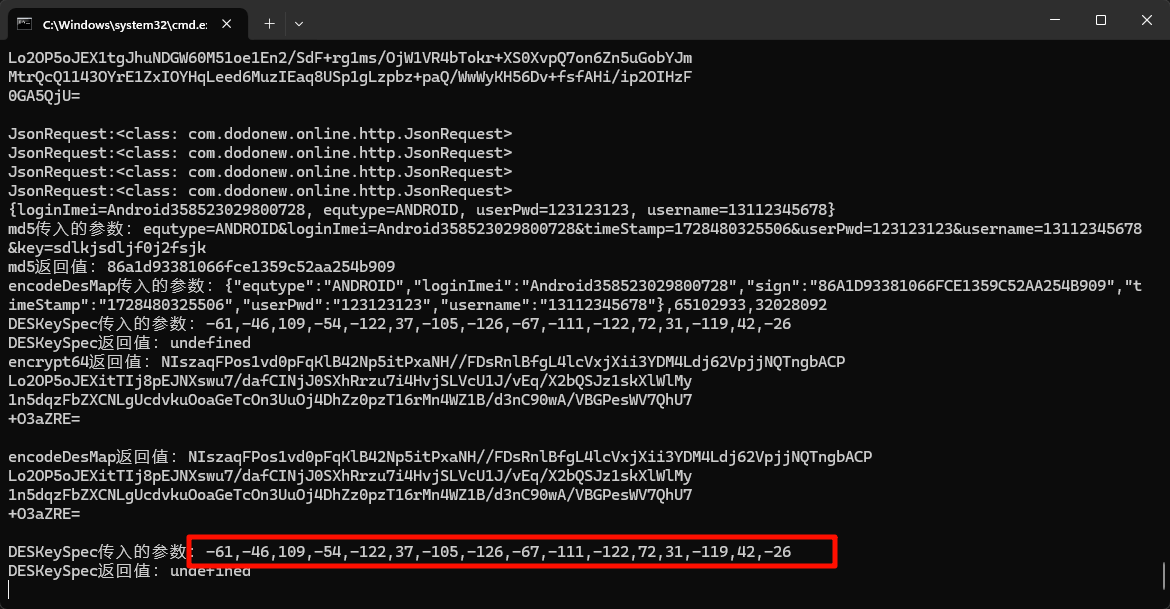 C:\Windows\system32\cmd.e
Lo2OP5oJEX1tgJhuNDGW60M51oe1En2/SdF+rg1ms/OjW1VR4bTokr+XS0XvpQ7on6Zn5uGobYJm
MtrQcQ1143OYrE1ZxIOYHqLeed6MuzIEaq8USp1gLzpbz+paQ/WwWyKH56Dv+fsfAHi/ip2OIHzF
0GA5QjU=
JsonRequest:<class: com.dodonew.online.http.JsonRequest>
JsonRequest:<class: com.dodonew.online.http.JsonRequest>
JsonRequest:<class: com.dodonew.online.http.JsonRequest>
JsonRequest:<class: com.dodonew.online.http.JsonRequest>
{loginImei=Android358523029800728, equtype=ANDROID, userPwd=123123123, username=13112345678}
md5传入的参数: equtype=ANDROID&loginImei=Android358523029800728&timeStamp=1728480325506&userPwd=123123123&username=13112345678
&key=sdlkjsdljf0j2fsjk
md5返回值: 86a1d93381066fce1359c52aa254b909
encodeDesMap传入的参数: {"equtype":"ANDROID","loginImei":"Android358523029800728","sign":"86A1D93381066FCE1359C52AA254B909","t
imeStamp":"1728480325506","userPwd":"123123123","username":"13112345678"},65102933,32028092
DESKeySpec传入的参数: -61,-46,109,-54,-122,37,-105,-126,-67,-111,-122,72,31,-119,42,-26
DESKeySpec返回值: undefined
encrypt64返回值: NIszaqFPos1vd0pFqKlB42Np5itPxaNH//FDsRnlBfgL4lcVxjXii3YDM4Ldj62VpjjNQTngbACP
Lo2OP5oJEXitTIj8pEJNXswu7/dafCINjJ0SXhRrzu7i4HvjSLVcU1J/vEq/X2bQSJz1skXlWlMy
1n5dqzFbZXCNLgUcdvkuOoaGeTcOn3UuOj4DhZz0pzT16rMn4WZ1B/d3nC90wA/VBGPesWV7QhU7
+O3aZRE=
encodeDesMap返回值: NIszaqFPos1vd0pFqKlB42Np5itPxaNH//FDsRnlBfgL4lcVxjXii3YDM4Ldj62VpjjNQTngbACP
Lo2OP5oJEXitTIj8pEJNXswu7/dafCINjJ0SXhRrzu7i4HvjSLVcU1J/vEq/X2bQSJz1skXlWlMy
1n5dqzFbZXCNLgUcdvkuOoaGeTcOn3UuOj4DhZz0pzT16rMn4WZ1B/d3nC90wA/VBGPesWV7QhU7
+O3aZRE=
DESKeySpec传入的参数: -61,-46,109,-54,-122,37,-105,-126,-67,-111,-122,72,31,-119,42,-26
DESKeySpec返回值: undefined